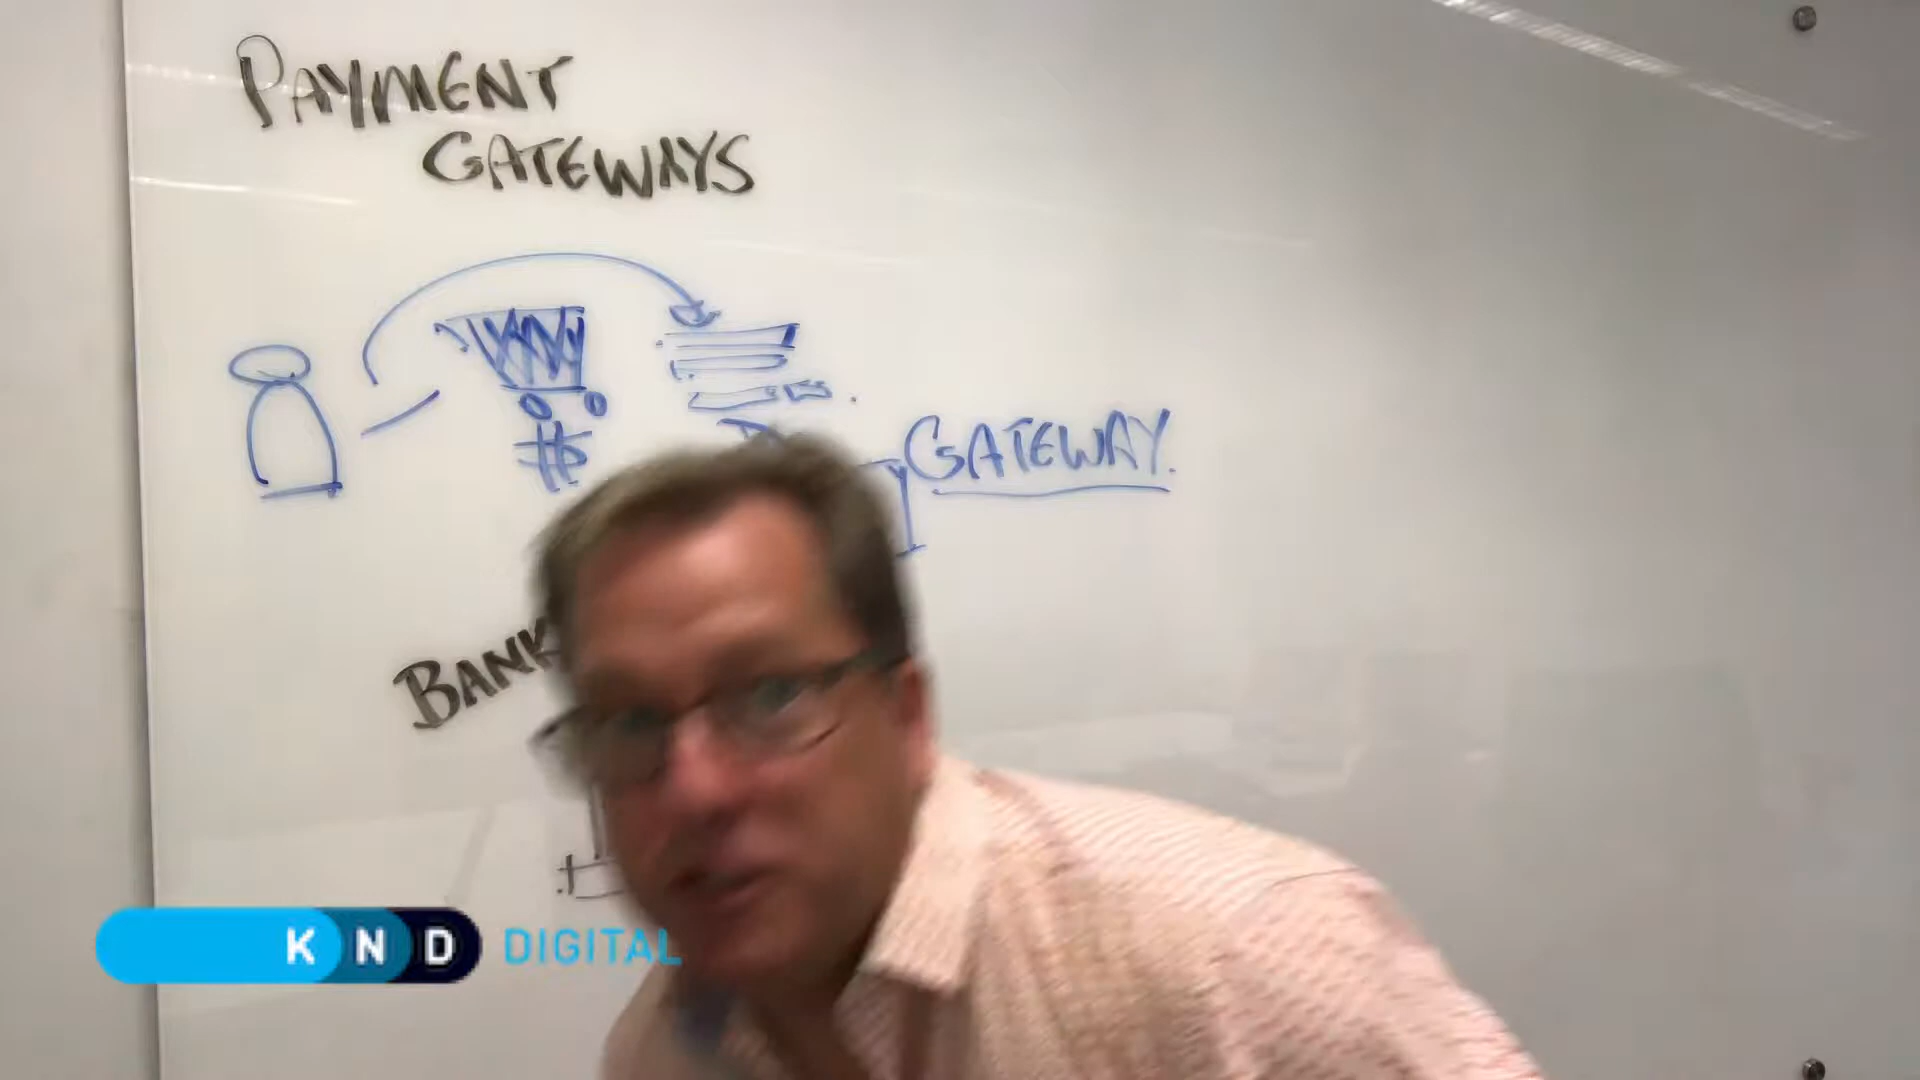 PAYMENT
GATEWAYS
GATEWAY.
BANK
KND DIGITAL